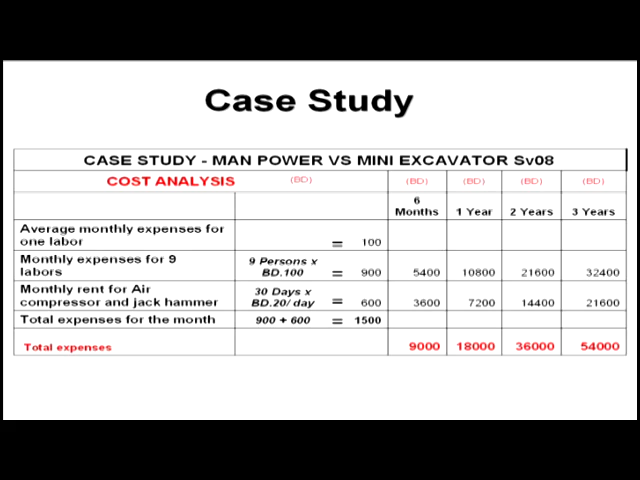 Case Study
CASE STUDY - MAN POWER VS MINI EXCAVATOR Sv08
COST ANALYSIS (BD) (BD) (BD) (BD) (BD)
6 Months 1 Year 2 Years 3 Years
Average monthly expenses for
one labor = 100
Monthly expenses for 9 labors 9 Persons x BD.100 = 900 5400 10800 21600 32400
Monthly rent for Air compressor and jack hammer 30 Days x BD.20/ day = 600 3600 7200 14400 21600
Total expenses for the month 900 + 600 = 1500
Total expenses 9000 18000 36000 54000